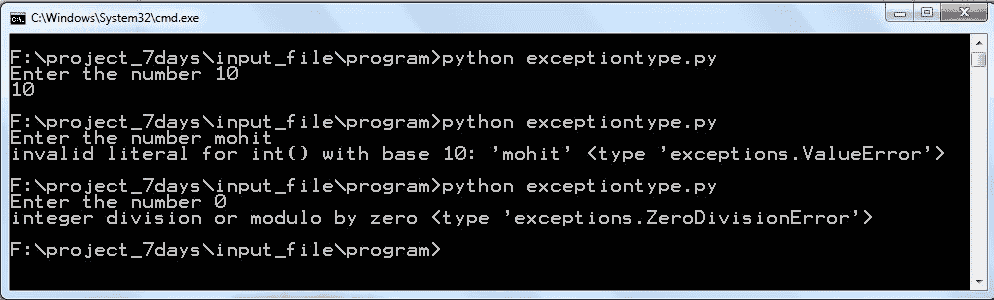 C:\Windows\System32\cmd.exe
F:\project_7days\input_file\program>python exceptiontype.py
Enter the number 10
10
F:\project_7days\input_file\program>python exceptiontype.py
Enter the number mohit
invalid literal for int() with base 10: 'mohit' <type 'exceptions.ValueError'>
F:\project_7days\input_file\program>python exceptiontype.py
Enter the number 0
integer division or modulo by zero <type 'exceptions.ZeroDivisionError'>
F:\project_7days\input_file\program>